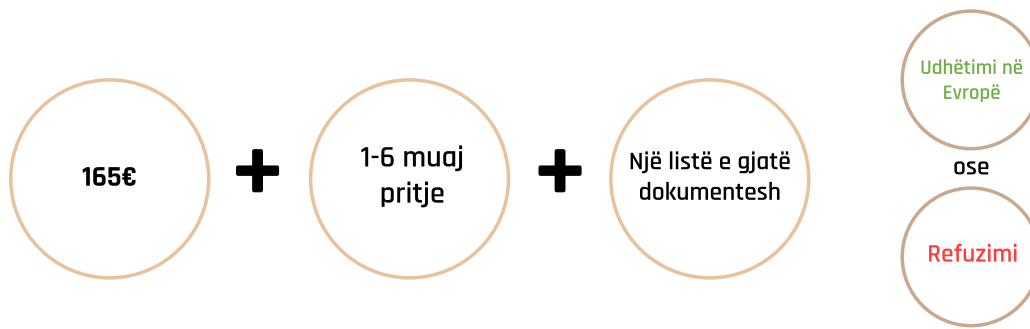 165€
1-6 muaj
pritje
Një listë e gjatë
dokumentesh
Udhëtimi në
Evropë
ose
Refuzimi